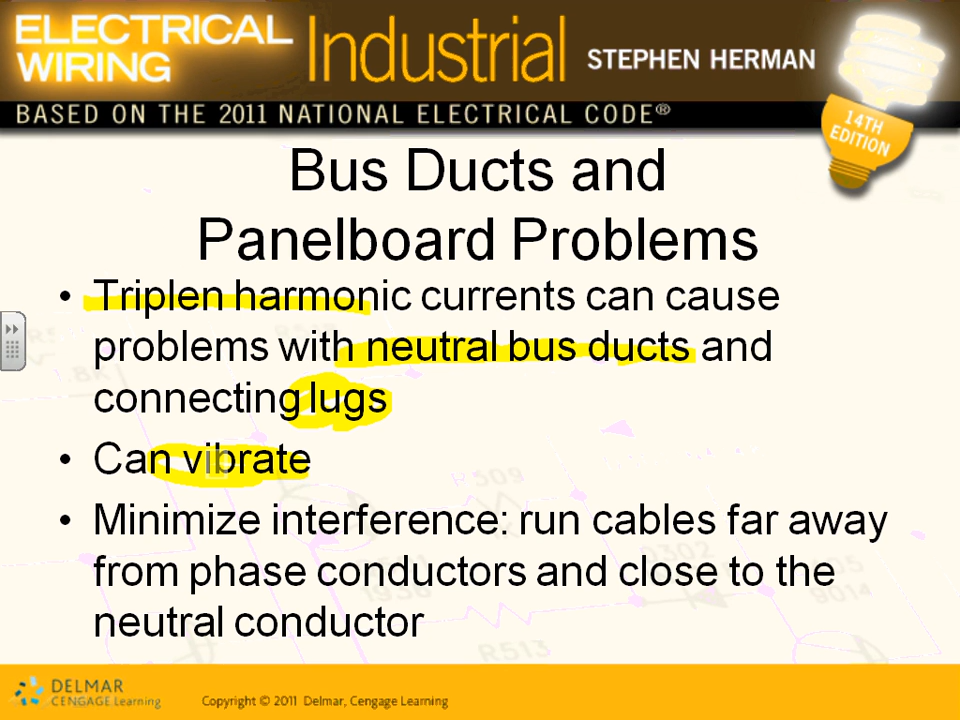 ELECTRICAL
WIRING
Industrial
STEPHEN HERMAN
BASED ON THE 2011 NATIONAL ELECTRICAL CODE®
14TH
EDITION
Bus Ducts and
Panelboard Problems
• Triplen harmonic currents can cause
problems with neutral bus ducts and
connecting lugs
• Can vibrate
• Minimize interference: run cables far away
from phase conductors and close to the
neutral conductor
R509
R513
DELMAR
CENGAGE Learning
Copyright © 2011 Delmar, Cengage Learning